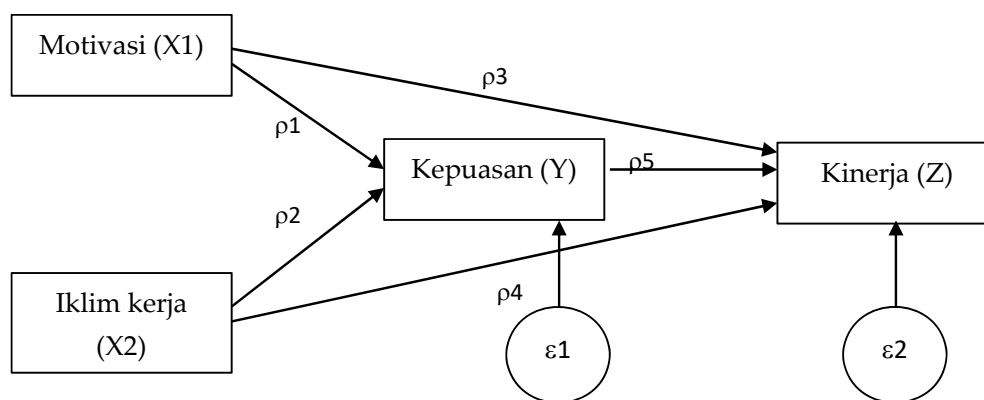 Motivasi (X1)
ρ3
ρ1
Kepuasan (Y)
ρ5
Kinerja (Z)
ρ2
Iklim kerja
(X2)
ρ4
ε1
ε2